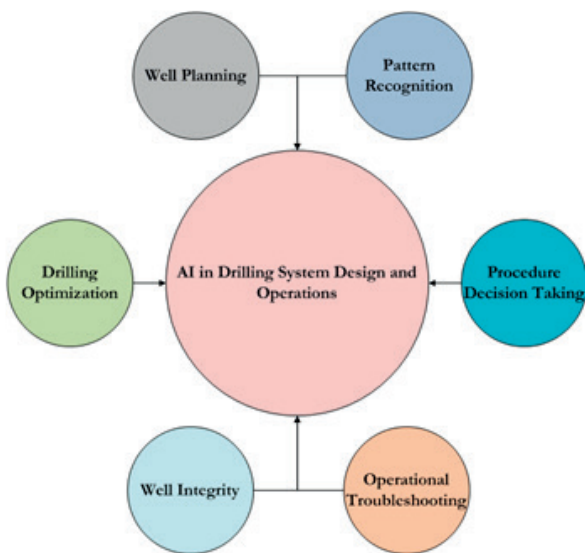 Well Planning
Pattern
Recognition
Drilling
Optimization
AI in Drilling System Design and
Operations
Procedure
Decision Taking
Well Integrity
Operational
Troubleshooting